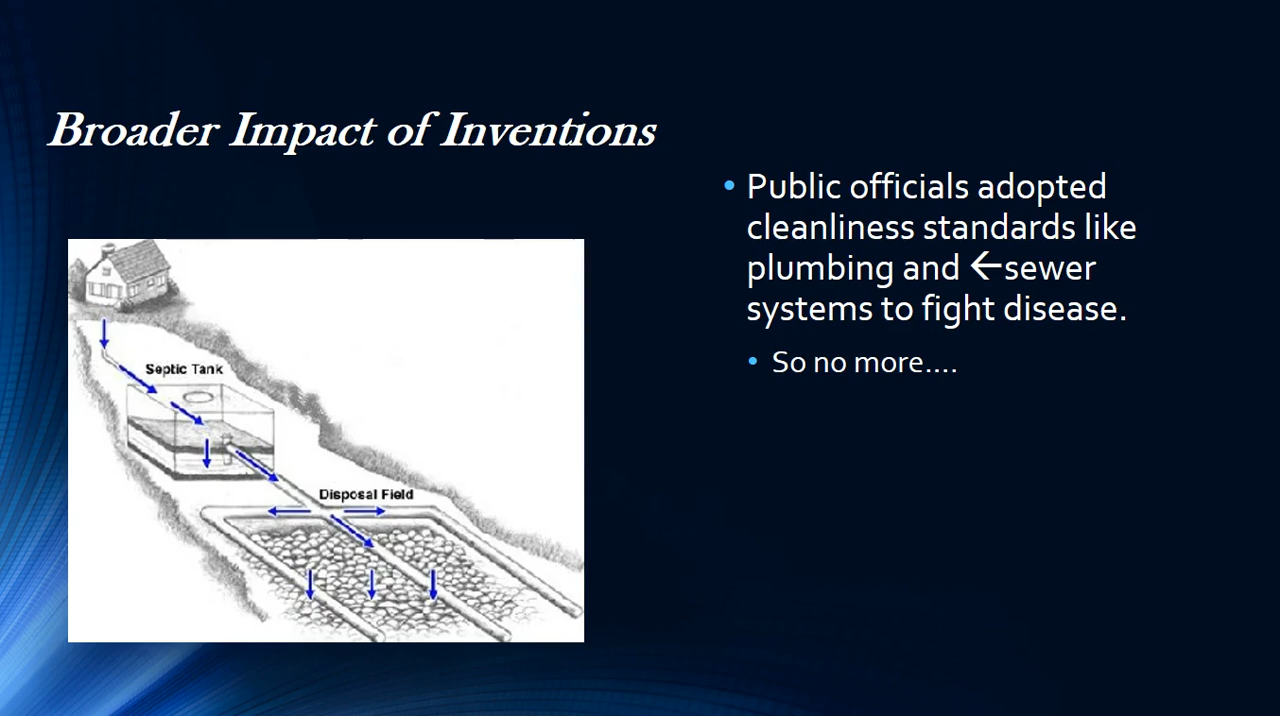 Broader Impact of Inventions
• Public officials adopted
cleanliness standards like
plumbing and ←sewer
systems to fight disease.
• So no more....
Septic Tank
Disposal Field